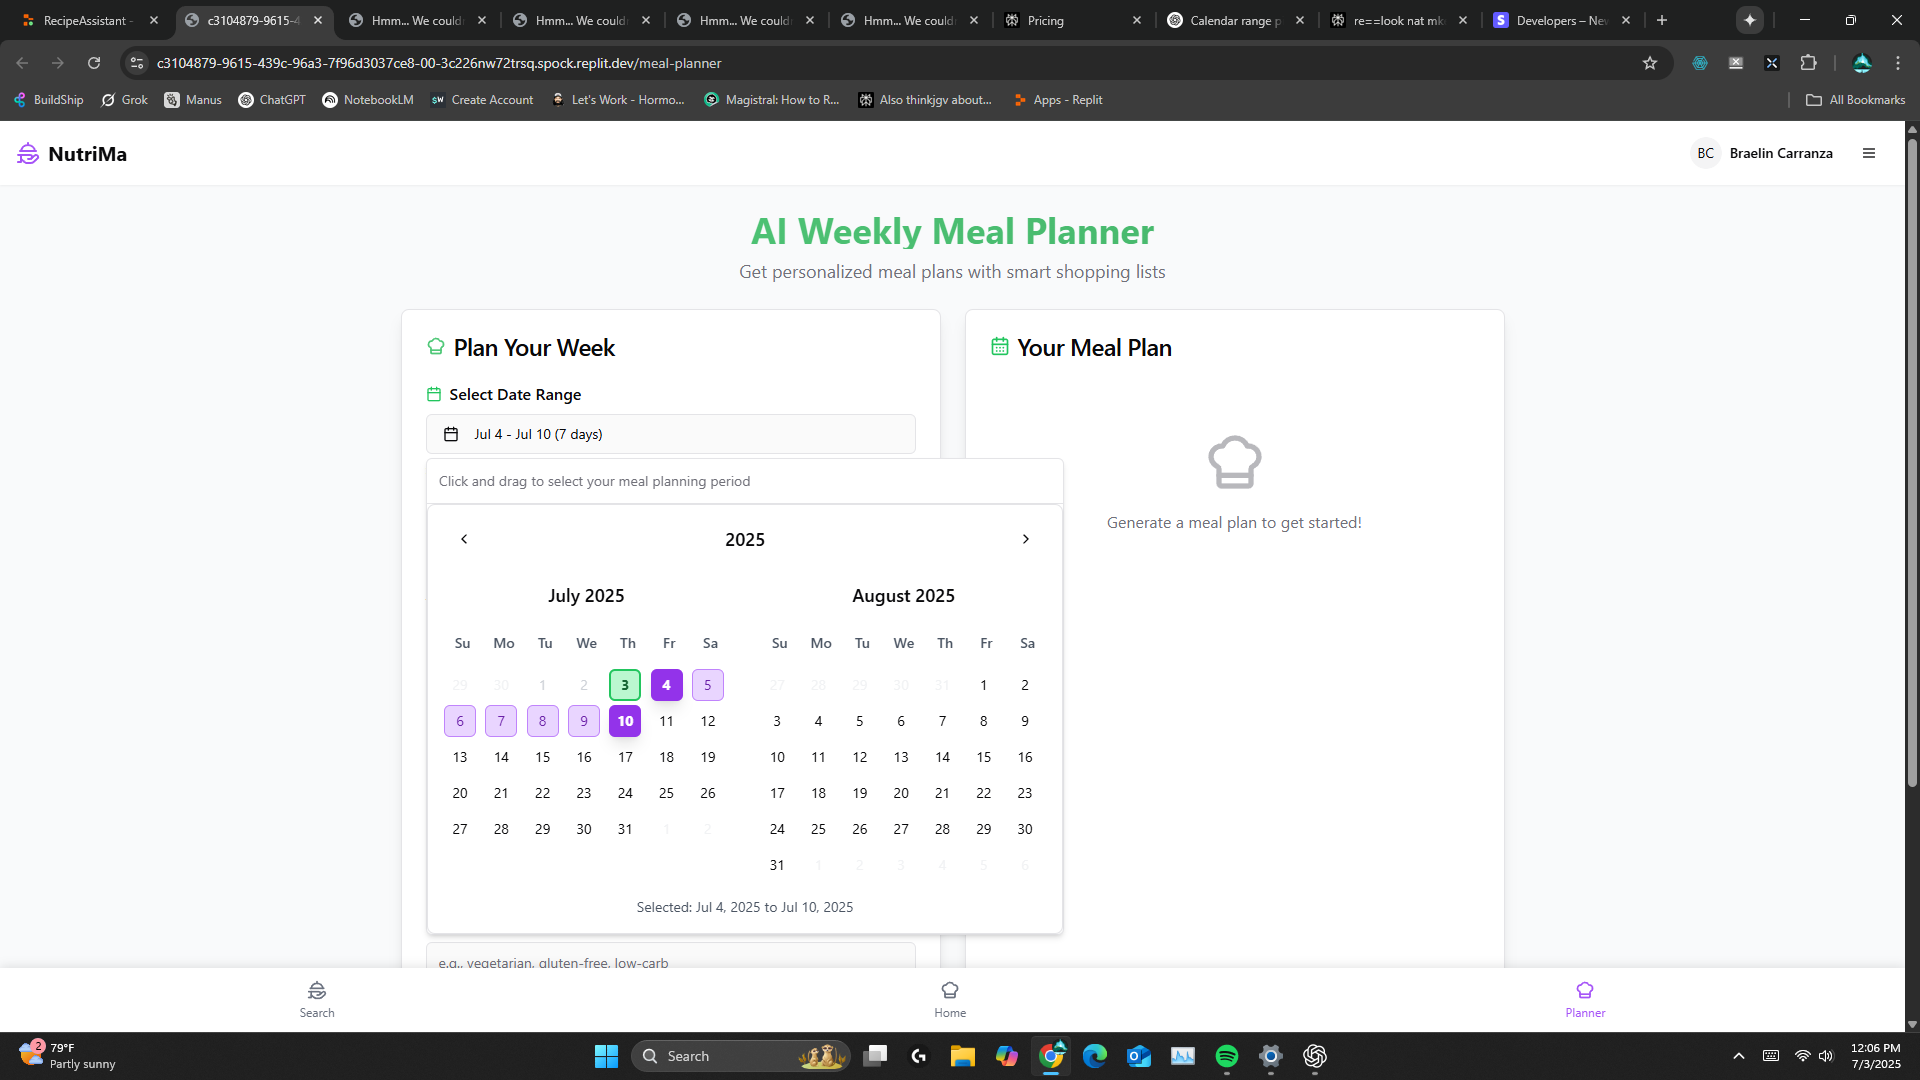 RecipeAssistant -
c3104879-9615-4
Hmm... We could
Hmm... We could
Hmm... We could
Hmm... We could
Pricing
Calendar range p
re==look nat mk
S
Developers – Nev
c3104879-9615-439c-96a3-7f96d3037ce8-00-3c226nw72trsq.spock.replit.dev/meal-planner
BuildShip
Grok
Manus
ChatGPT
NotebookLM
Create Account
Let's Work - Hormo...
Magistral: How to R...
Also thinkjgv about...
Apps - Replit
All Bookmarks
NutriMa
BC
Braelin Carranza
AI Weekly Meal Planner
Get personalized meal plans with smart shopping lists
Plan Your Week
Select Date Range
Jul 4 - Jul 10 (7 days)
Click and drag to select your meal planning period
2025
July 2025
Su Mo Tu We Th Fr Sa
29 30 1 2 3 4 5
6 7 8 9 10 11 12
13 14 15 16 17 18 19
20 21 22 23 24 25 26
27 28 29 30 31 1 2
August 2025
Su Mo Tu We Th Fr Sa
27 28 29 30 31 1 2
3 4 5 6 7 8 9
10 11 12 13 14 15 16
17 18 19 20 21 22 23
24 25 26 27 28 29 30
31 1 2 3 4 5 6
Selected: Jul 4, 2025 to Jul 10, 2025
e.g., vegetarian, gluten-free, low-carb
Your Meal Plan
Generate a meal plan to get started!
Search
Home
Planner
2
79°F
Partly sunny
Search
12:06 PM
7/3/2025